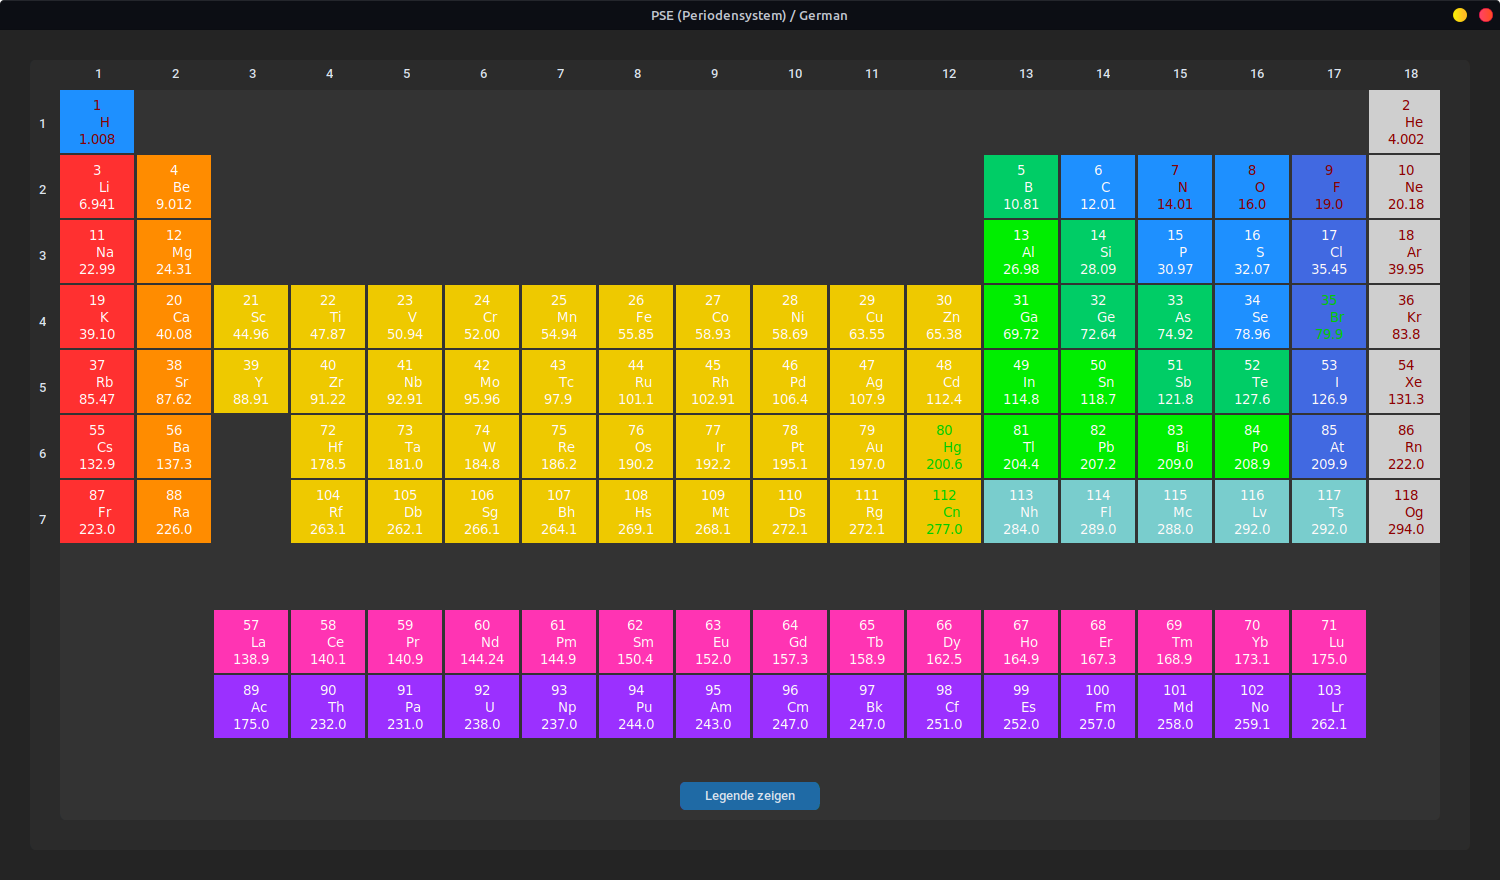 PSE (Periodensystem) / German
1 2 3 4 5 6 7 8 9 10 11 12 13 14 15 16 17 18
1
1 2
H He
1.008 4.002
2
3 4 5 6 7 8 9 10
Li Be B C N O F Ne
6.941 9.012 10.81 12.01 14.01 16.0 19.0 20.18
3
11 12 13 14 15 16 17 18
Na Mg Al Si P S Cl Ar
22.99 24.31 26.98 28.09 30.97 32.07 35.45 39.95
4
19 20 21 22 23 24 25 26 27 28 29 30 31 32 33 34 35 36
K Ca Sc Ti V Cr Mn Fe Co Ni Cu Zn Ga Ge As Se Br Kr
39.10 40.08 44.96 47.87 50.94 52.00 54.94 55.85 58.93 58.69 63.55 65.38 69.72 72.64 74.92 78.96 79.9 83.8
5
37 38 39 40 41 42 43 44 45 46 47 48 49 50 51 52 53 54
Rb Sr Y Zr Nb Mo Tc Ru Rh Pd Ag Cd In Sn Sb Te I Xe
85.47 87.62 88.91 91.22 92.91 95.96 97.9 101.1 102.91 106.4 107.9 112.4 114.8 118.7 121.8 127.6 126.9 131.3
6
55 56 72 73 74 75 76 77 78 79 80 81 82 83 84 85 86
Cs Ba Hf Ta W Re Os Ir Pt Au Hg Tl Pb Bi Po At Rn
132.9 137.3 178.5 181.0 184.8 186.2 190.2 192.2 195.1 197.0 200.6 204.4 207.2 209.0 208.9 209.9 222.0
7
87 88 104 105 106 107 108 109 110 111 112 113 114 115 116 117 118
Fr Ra Rf Db Sg Bh Hs Mt Ds Rg Cn Nh Fl Mc Lv Ts Og
223.0 226.0 263.1 262.1 266.1 264.1 269.1 268.1 272.1 272.1 277.0 284.0 289.0 288.0 292.0 292.0 294.0
57 58 59 60 61 62 63 64 65 66 67 68 69 70 71
La Ce Pr Nd Pm Sm Eu Gd Tb Dy Ho Er Tm Yb Lu
138.9 140.1 140.9 144.24 144.9 150.4 152.0 157.3 158.9 162.5 164.9 167.3 168.9 173.1 175.0
89 90 91 92 93 94 95 96 97 98 99 100 101 102 103
Ac Th Pa U Np Pu Am Cm Bk Cf Es Fm Md No Lr
175.0 232.0 231.0 238.0 237.0 244.0 243.0 247.0 247.0 251.0 252.0 257.0 258.0 259.1 262.1
Legende zeigen